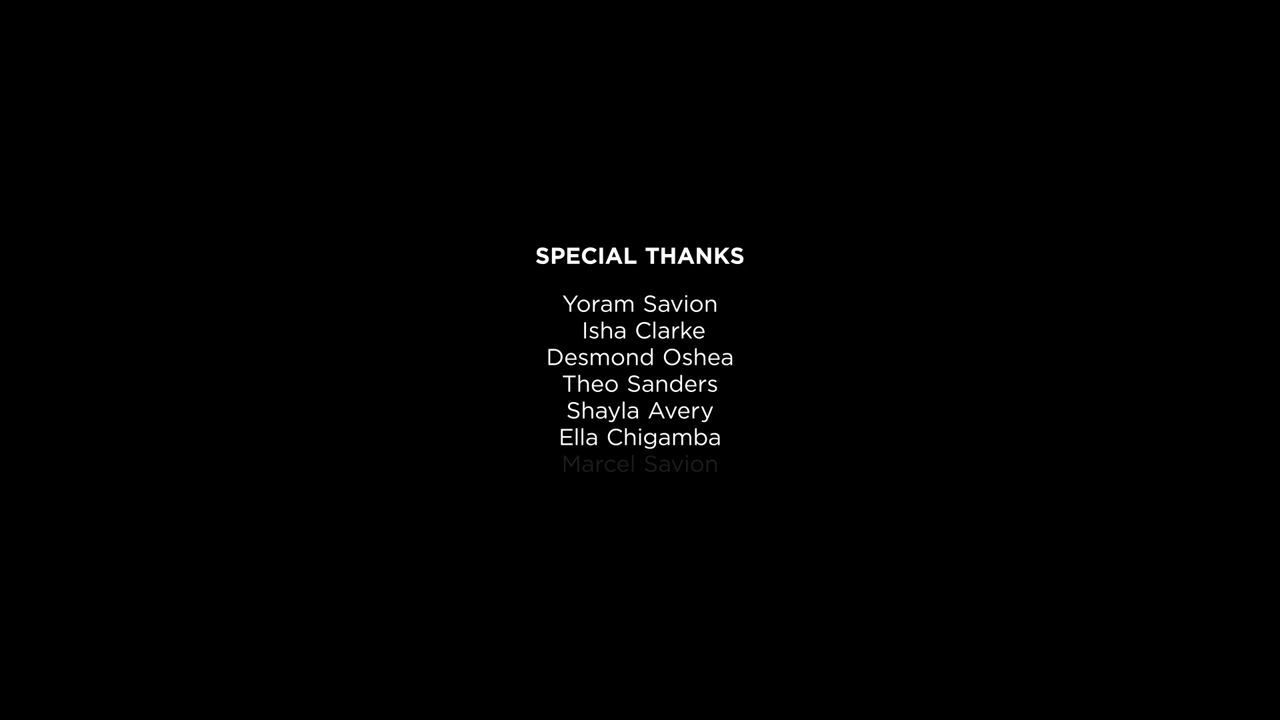 SPECIAL THANKS
Yoram Savion
Isha Clarke
Desmond Oshea
Theo Sanders
Shayla Avery
Ella Chigamba
Marcel Savion